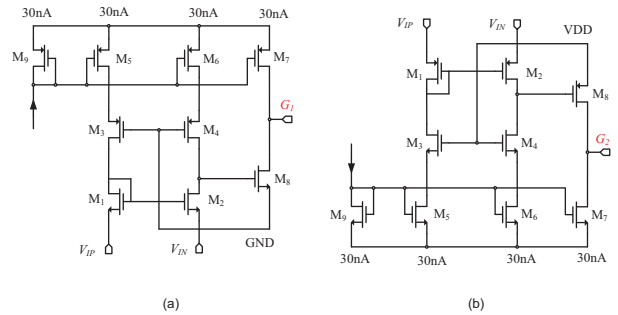 30nA 30nA 30nA 30nA
M9 M5 M6 M7
M3 M4 G1
M1 M2 M8
VIP VIN GND
(a)
VIP VIN VDD
M1 M2 M8
M3 M4 G2
M9 M5 M6 M7
30nA 30nA 30nA 30nA
(b)